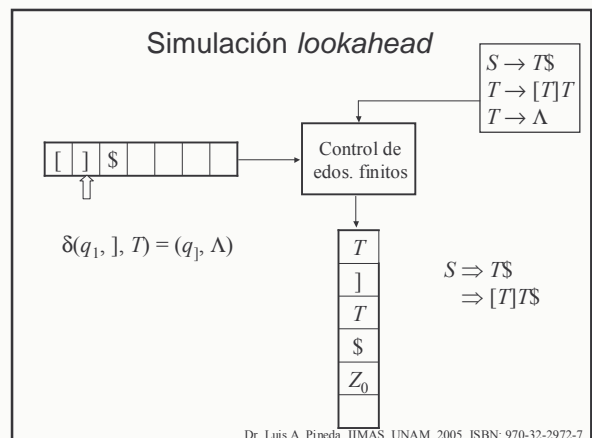 Simulación lookahead
S → T$
T → [T]T
T → Λ
[ ] $
Control de
edos. finitos
δ(q₁, ], T) = (q], Λ)
T
]
T
$
Z₀
S ⇒ T$
⇒ [T]T$
Dr. Luis A. Pineda, IIMAS, UNAM, 2005. ISBN: 970-32-2972-7